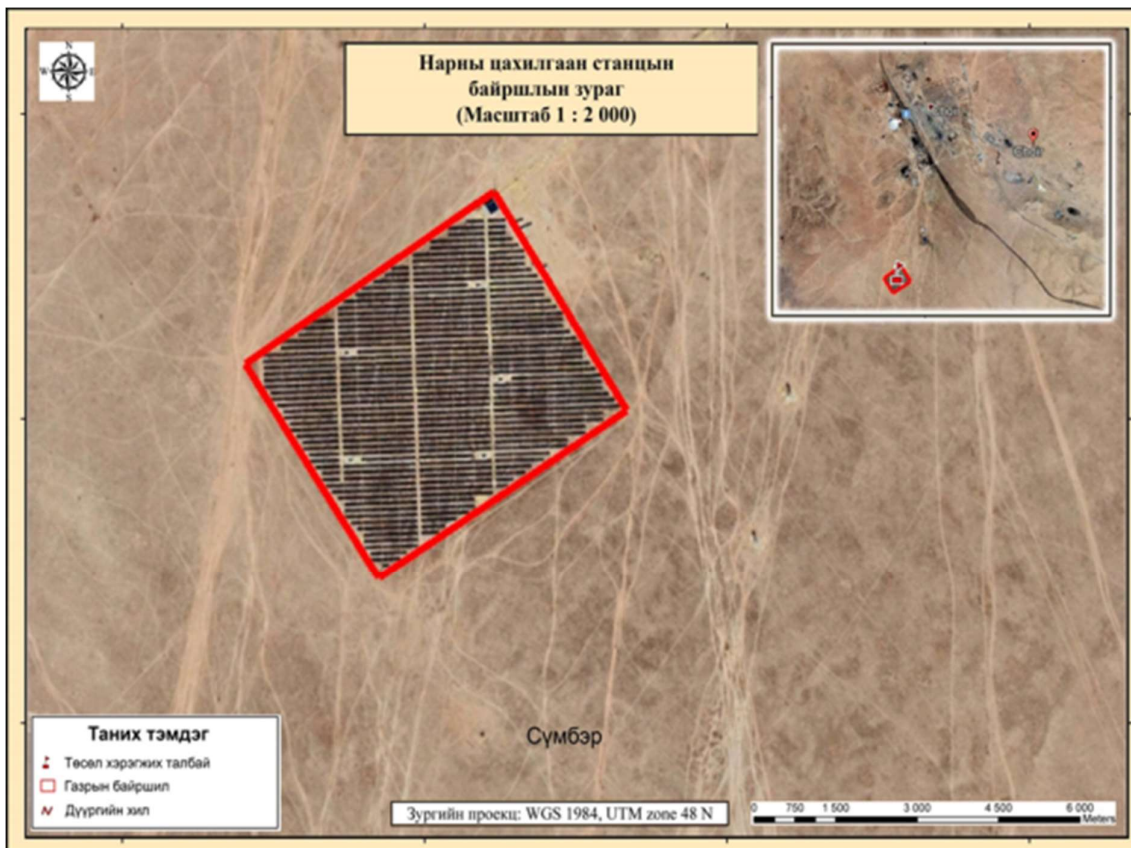 N
W E
S
Нарны цахилгаан станцын
байршлын зураг
(Масштаб 1 : 2 000)
Choir
Сүмбэр
Таних тэмдэг
Төсөл хэрэгжих талбай
Газрын байршил
Дүүргийн хил
Зургийн проекц: WGS 1984, UTM zone 48 N
0 750 1 500 3 000 4 500 6 000
Meters